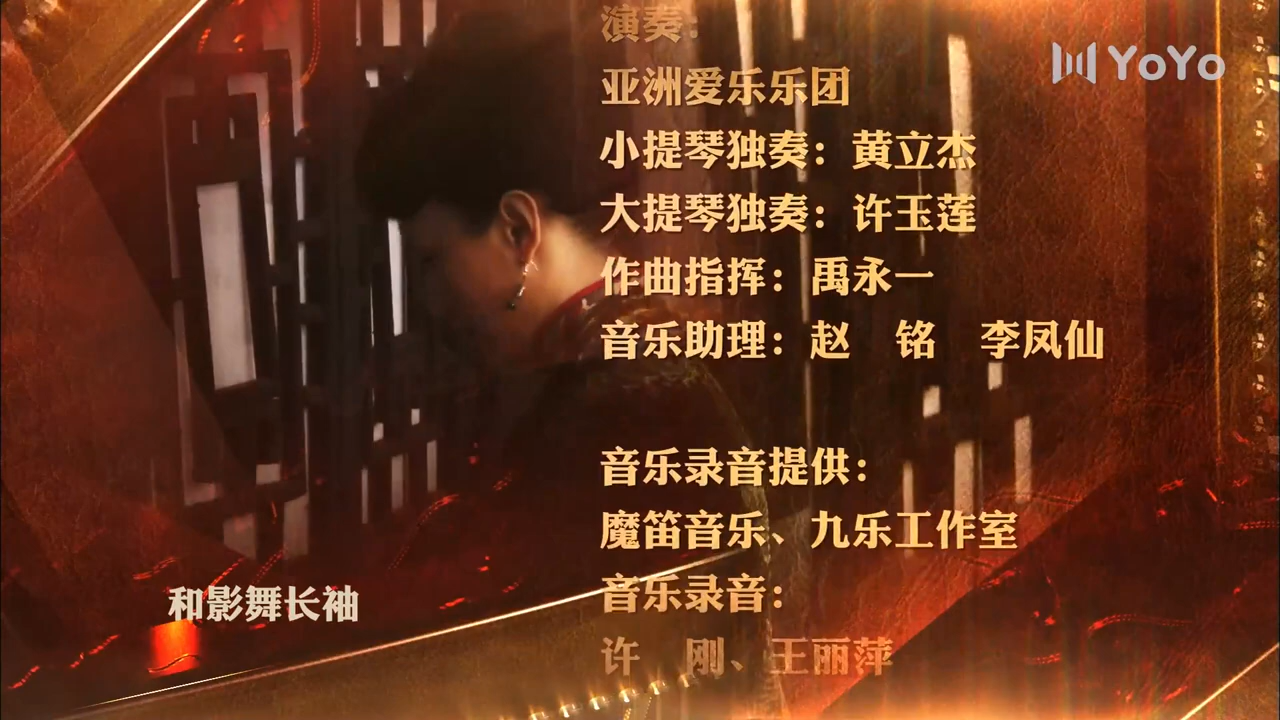 演奏：
YoYo
亚洲爱乐乐团
小提琴独奏：黄立杰
大提琴独奏：许玉莲
作曲指挥：禹永一
音乐助理：赵　铭　李凤仙
音乐录音提供：
魔笛音乐、九乐工作室
音乐录音：
和影舞长袖
许　刚、王丽萍